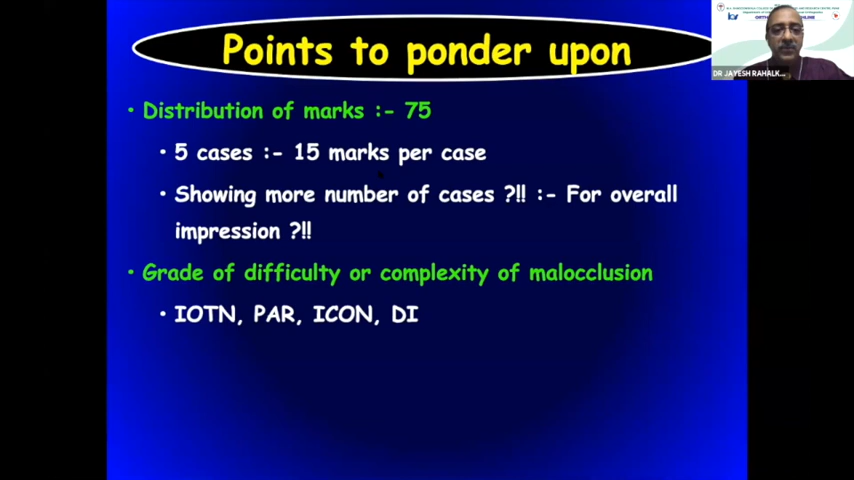 Points to ponder upon
• Distribution of marks :- 75
• 5 cases :- 15 marks per case
• Showing more number of cases ?!! :- For overall
impression ?!!
• Grade of difficulty or complexity of malocclusion
• IOTN, PAR, ICON, DI
DR JAYESH RAHALK...